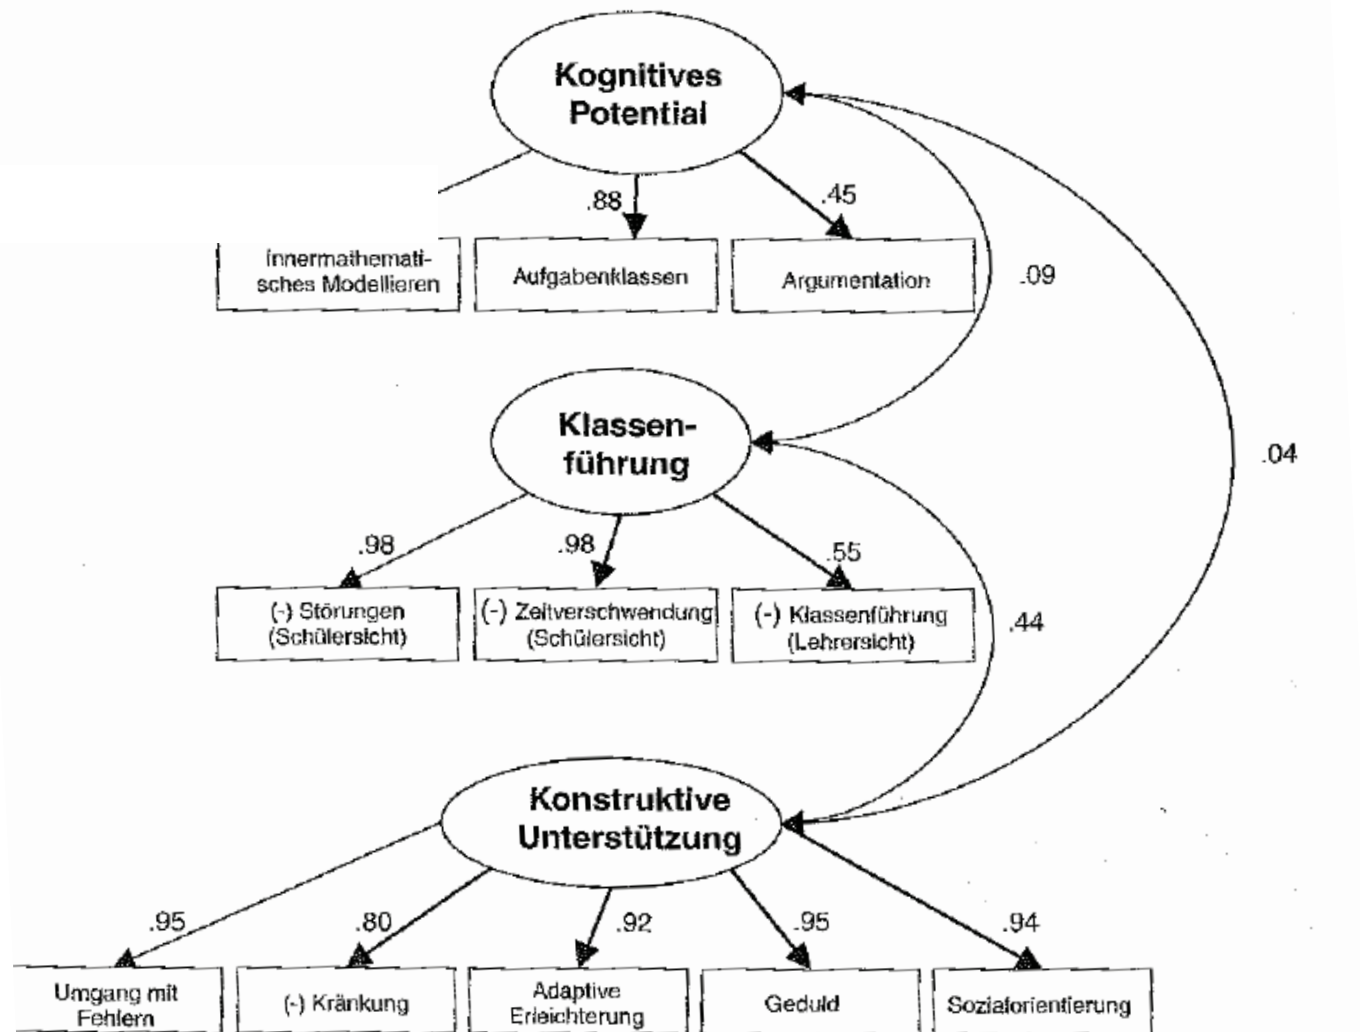 Kognitives
Potential
.88
.45
innermathemati-
sches Modellieren
Aufgabenklassen
Argumentation
.09
Klassen-
führung
.04
.98
.98
.55
(-) Störungen
(Schülersicht)
(-) Zeitverschwendung
(Schülersicht)
(-) Klassenführung
(Lehrersicht)
.44
Konstruktive
Unterstützung
.95
.80
.92
.95
.94
Umgang mit
Fehlern
(-) Kränkung
Adaptive
Erleichterung
Geduld
Sozialorientierung